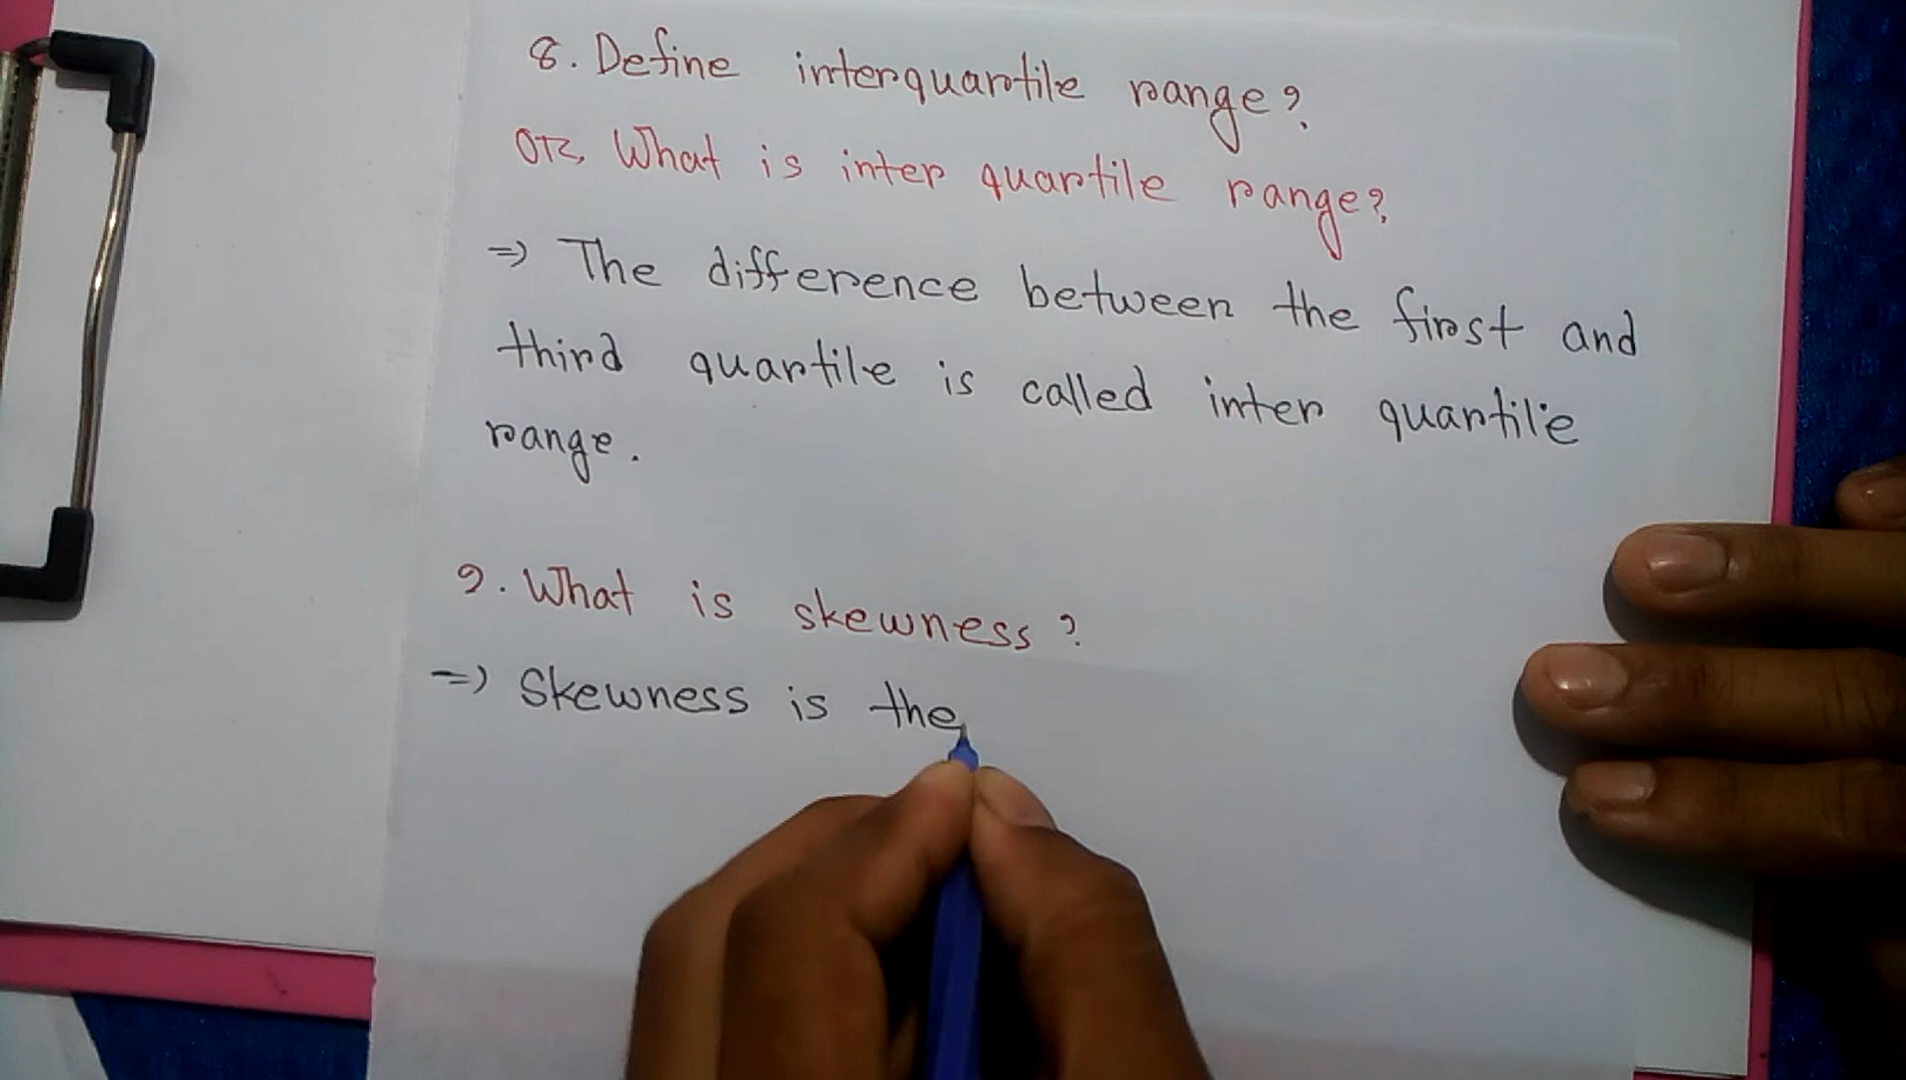 8. Define interquartile range?
OR, What is inter quartile range?
=) The difference between the first and
third quartile is called inter quartile
range.
9. What is skewness?
=) Skewness is the